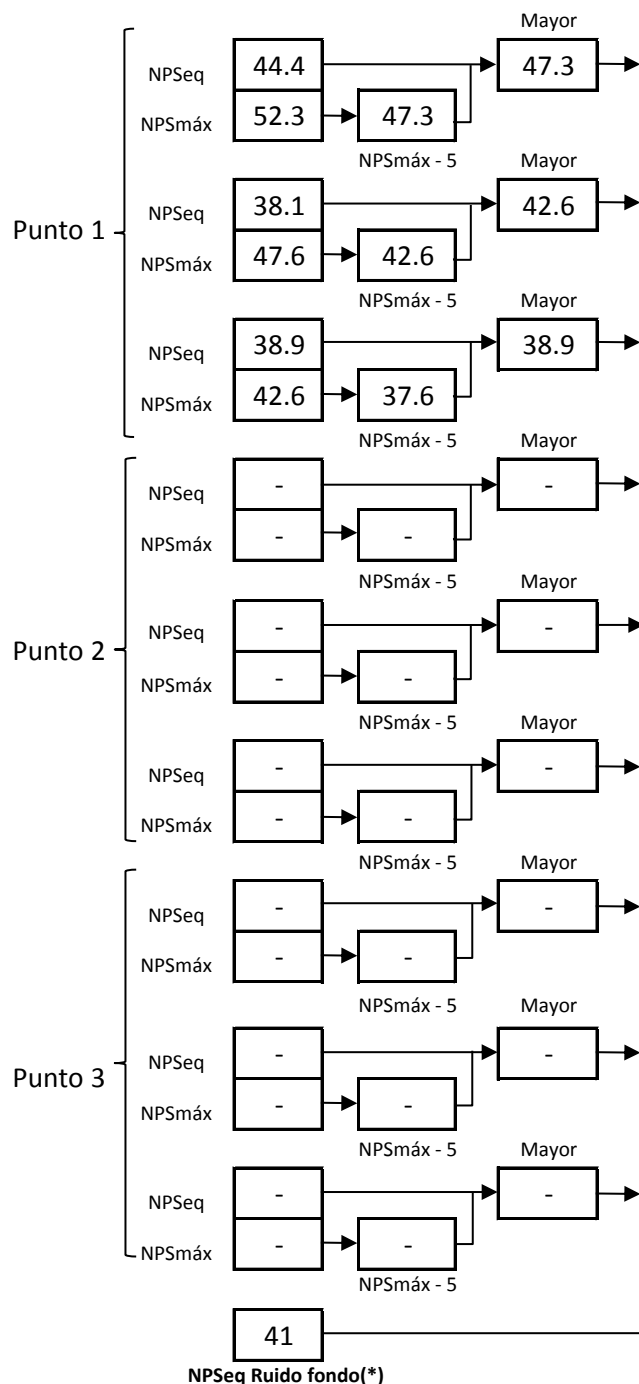 Mayor
NPSeq 44.4 47.3
NPSmáx 52.3 47.3
NPSmáx - 5
Mayor
NPSeq 38.1 42.6
Punto 1
NPSmáx 47.6 42.6
NPSmáx - 5
Mayor
NPSeq 38.9 38.9
NPSmáx 42.6 37.6
NPSmáx - 5
Mayor
NPSeq - -
NPSmáx - -
NPSmáx - 5
Mayor
NPSeq - -
Punto 2
NPSmáx - -
NPSmáx - 5
Mayor
NPSeq - -
NPSmáx - -
NPSmáx - 5
Mayor
NPSeq - -
NPSmáx - -
NPSmáx - 5
Mayor
NPSeq - -
Punto 3
NPSmáx - -
NPSmáx - 5
Mayor
NPSeq - -
NPSmáx - -
NPSmáx - 5
41
NPSeq Ruido fondo(*)